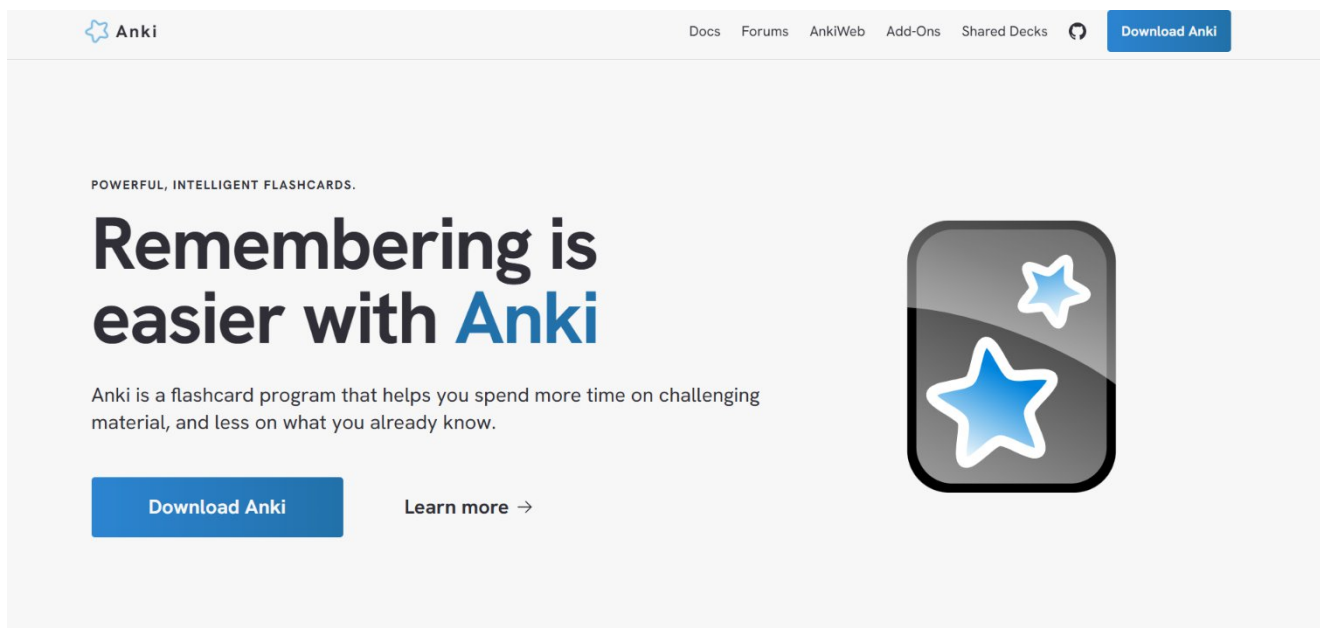 Anki
Docs Forums AnkiWeb Add-Ons Shared Decks Download Anki
POWERFUL, INTELLIGENT FLASHCARDS.
Remembering is
easier with Anki
Anki is a flashcard program that helps you spend more time on challenging
material, and less on what you already know.
Download Anki
Learn more →